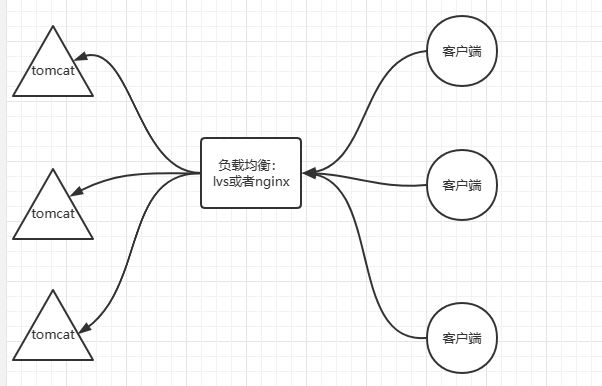 tomcat
客户端
负载均衡：
lvs或者nginx
tomcat
客户端
tomcat
客户端